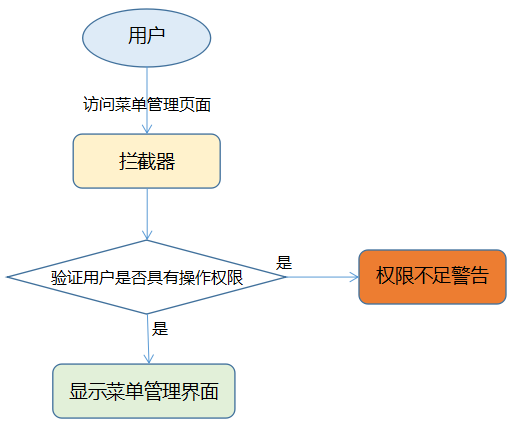 用户
访问菜单管理页面
拦截器
验证用户是否具有操作权限
是
权限不足警告
是
显示菜单管理界面